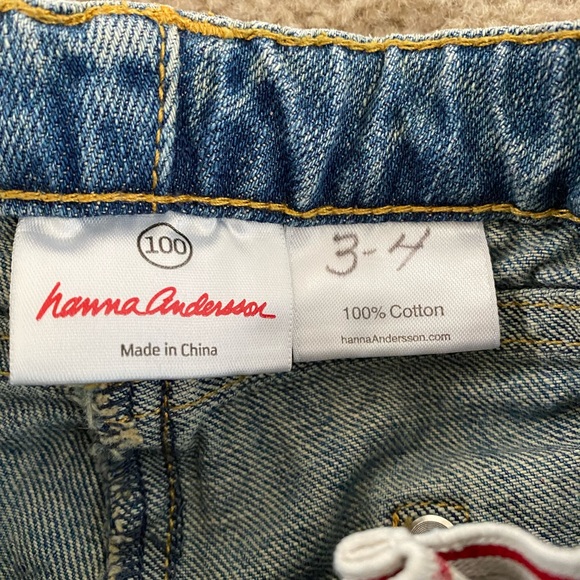 100
hanna Andersson
Made in China
3-4
100% Cotton
hannaAndersson.com